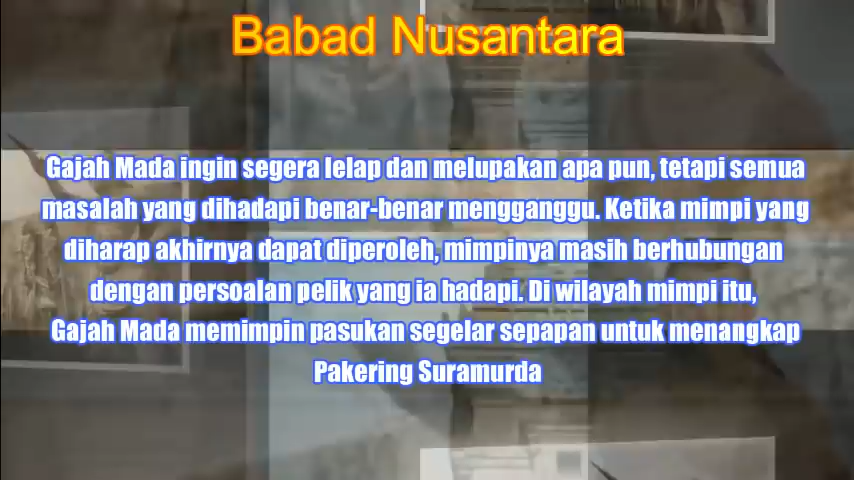 Babad Nusantara
Gajah Mada ingin segera lelap dan melupakan apa pun, tetapi semua
masalah yang dihadapi benar-benar mengganggu. Ketika mimpi yang
diharap akhirnya dapat diperoleh, mimpinya masih berhubungan
dengan persoalan pelik yang ia hadapi. Di wilayah mimpi itu,
Gajah Mada memimpin pasukan segelar sepapan untuk menangkap
Pakering Suramurda